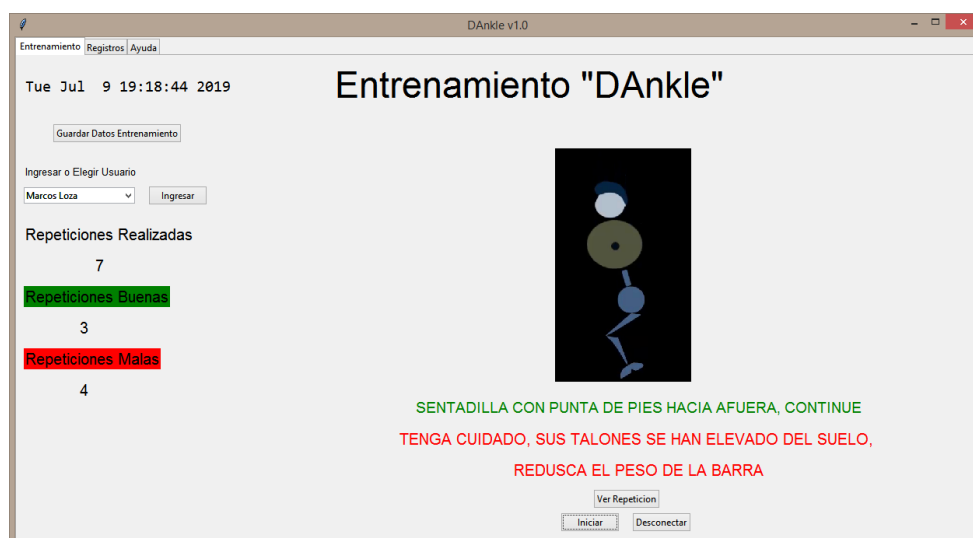 DAnkle v1.0
Entrenamiento Registros Ayuda
Tue Jul  9 19:18:44 2019
Entrenamiento "DAnkle"
Guardar Datos Entrenamiento
Ingresar o Elegir Usuario
Marcos Loza
Ingresar
Repeticiones Realizadas
7
Repeticiones Buenas
3
Repeticiones Malas
4
SENTADILLA CON PUNTA DE PIES HACIA AFUERA, CONTINUE
TENGA CUIDADO, SUS TALONES SE HAN ELEVADO DEL SUELO,
REDUSCA EL PESO DE LA BARRA
Ver Repeticion
Iniciar Desconectar